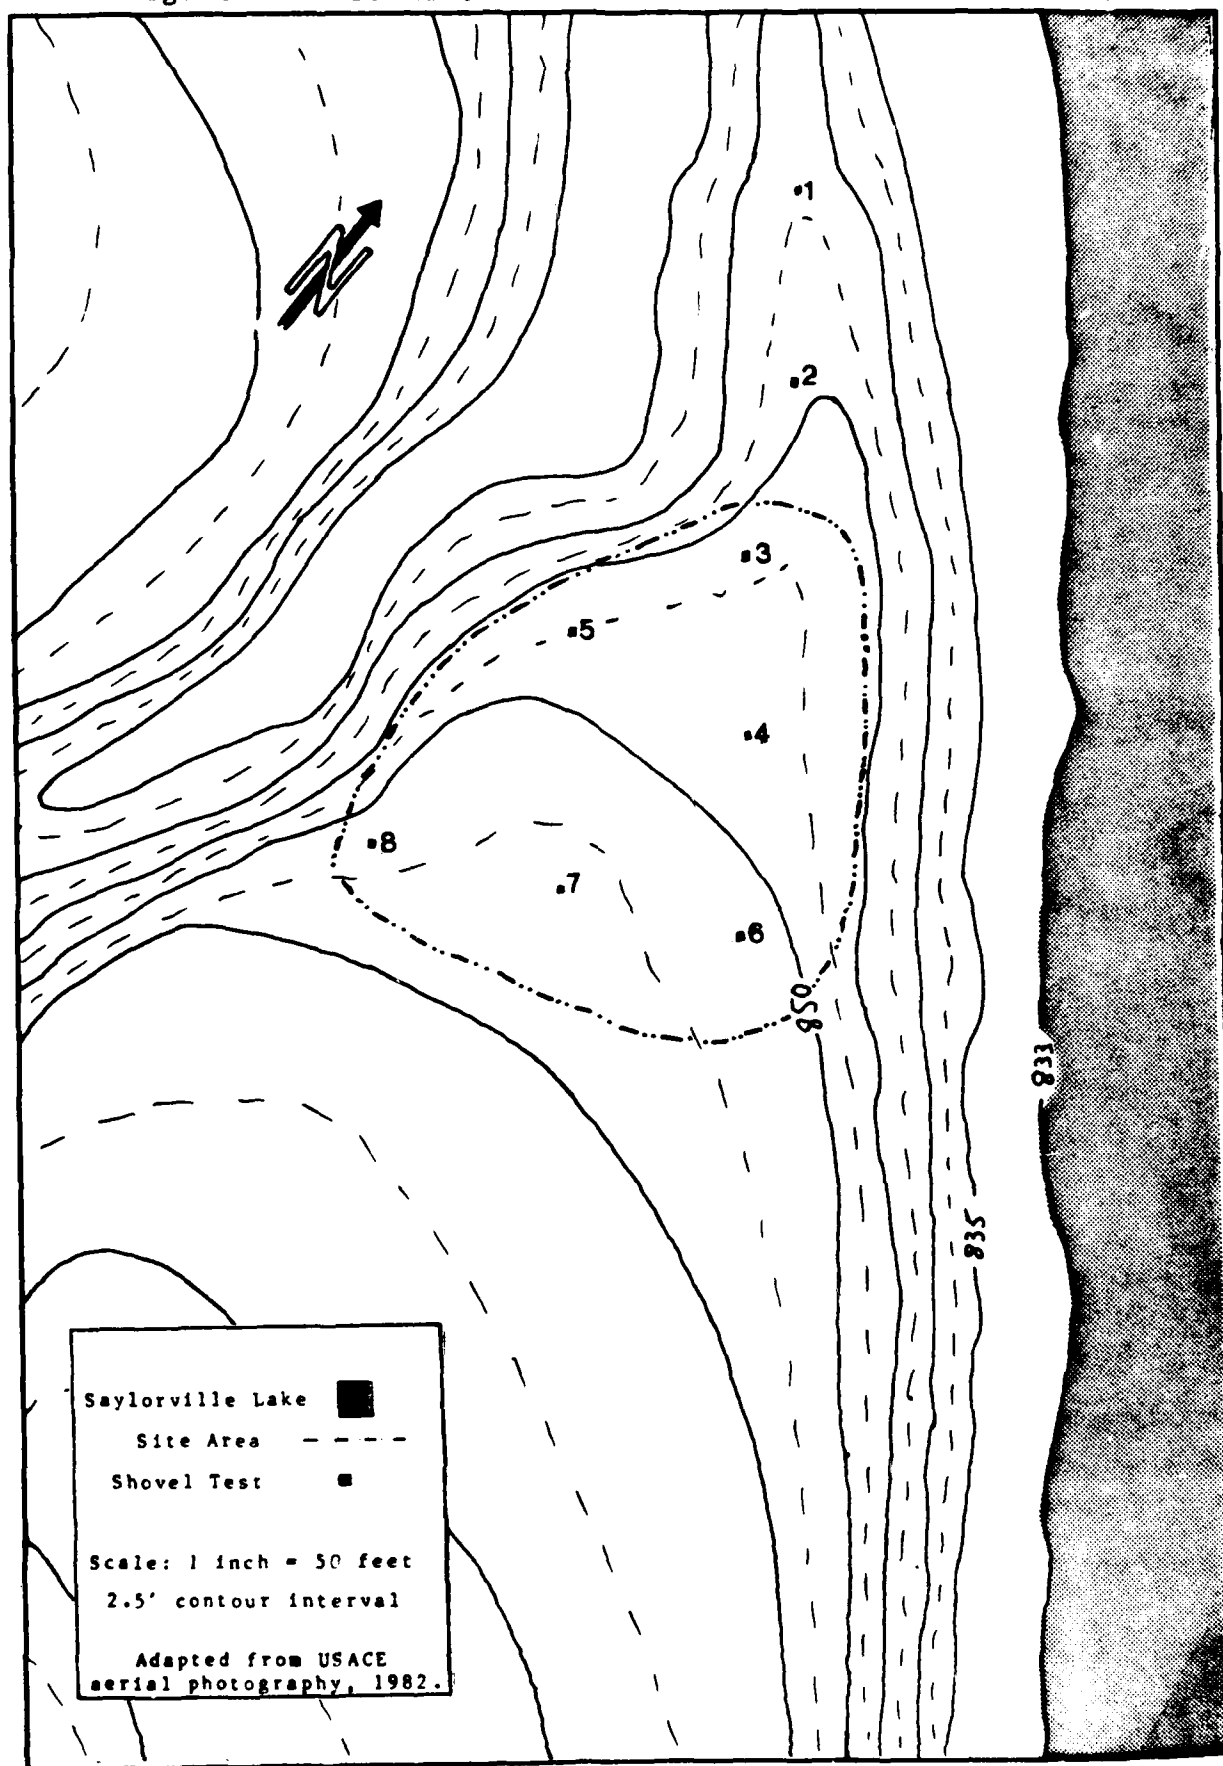 1
2
3
5
4
8
7
6
850
833
835
Saylorville Lake
Site Area
Shovel Test
Scale: 1 inch = 50 feet
2.5' contour interval
Adapted from USACE
aerial photography, 1982.